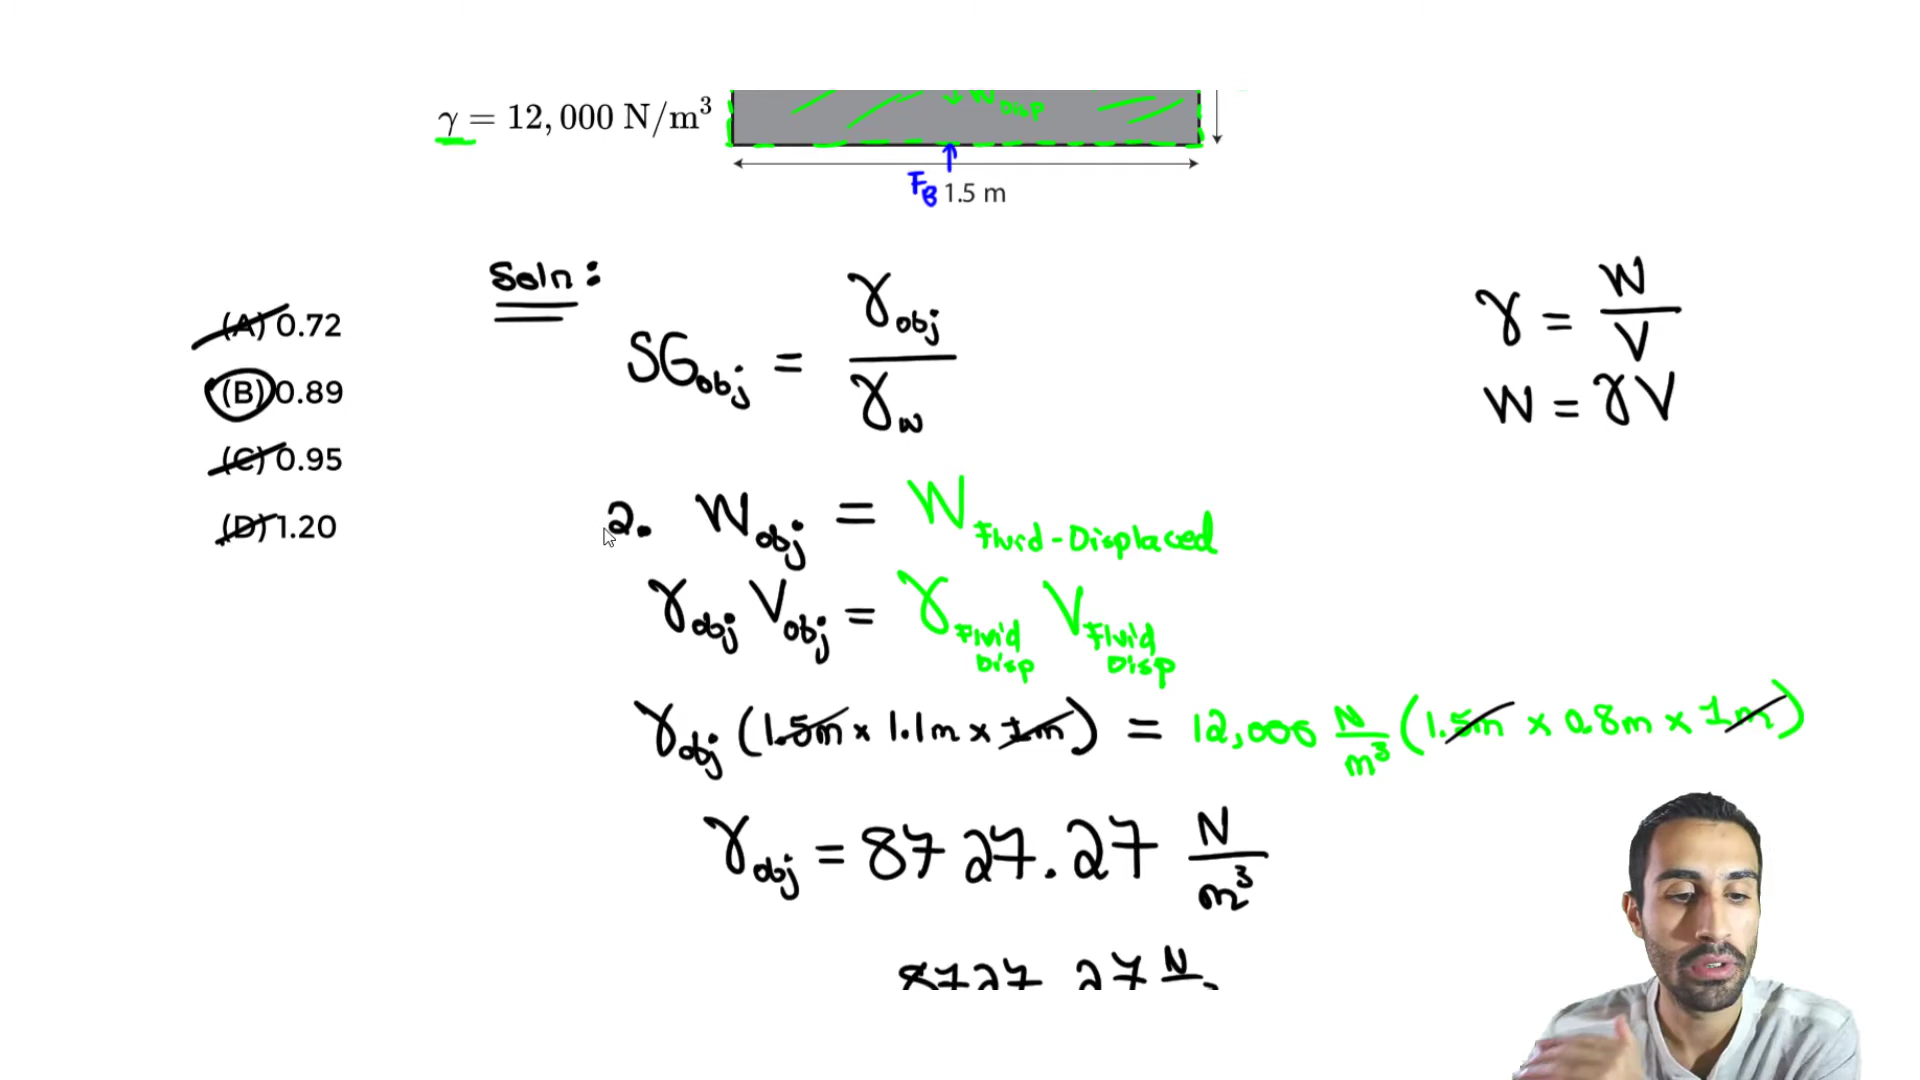 γ = 12,000 N/m³
W Disp
F_B 1.5 m
Soln:
SG_obj = γ_obj / γ_w
γ = W / V
W = γV
(A) 0.72
(B) 0.89
(C) 0.95
(D) 1.20
2. W_obj = W_Fluid-Displaced
γ_obj V_obj = γ_Fluid Disp V_Fluid Disp
γ_obj (1.5m x 1.1m x 1m) = 12,000 N/m³ (1.5m x 0.8m x 1m)
γ_obj = 8727.27 N/m³
8727.27 N